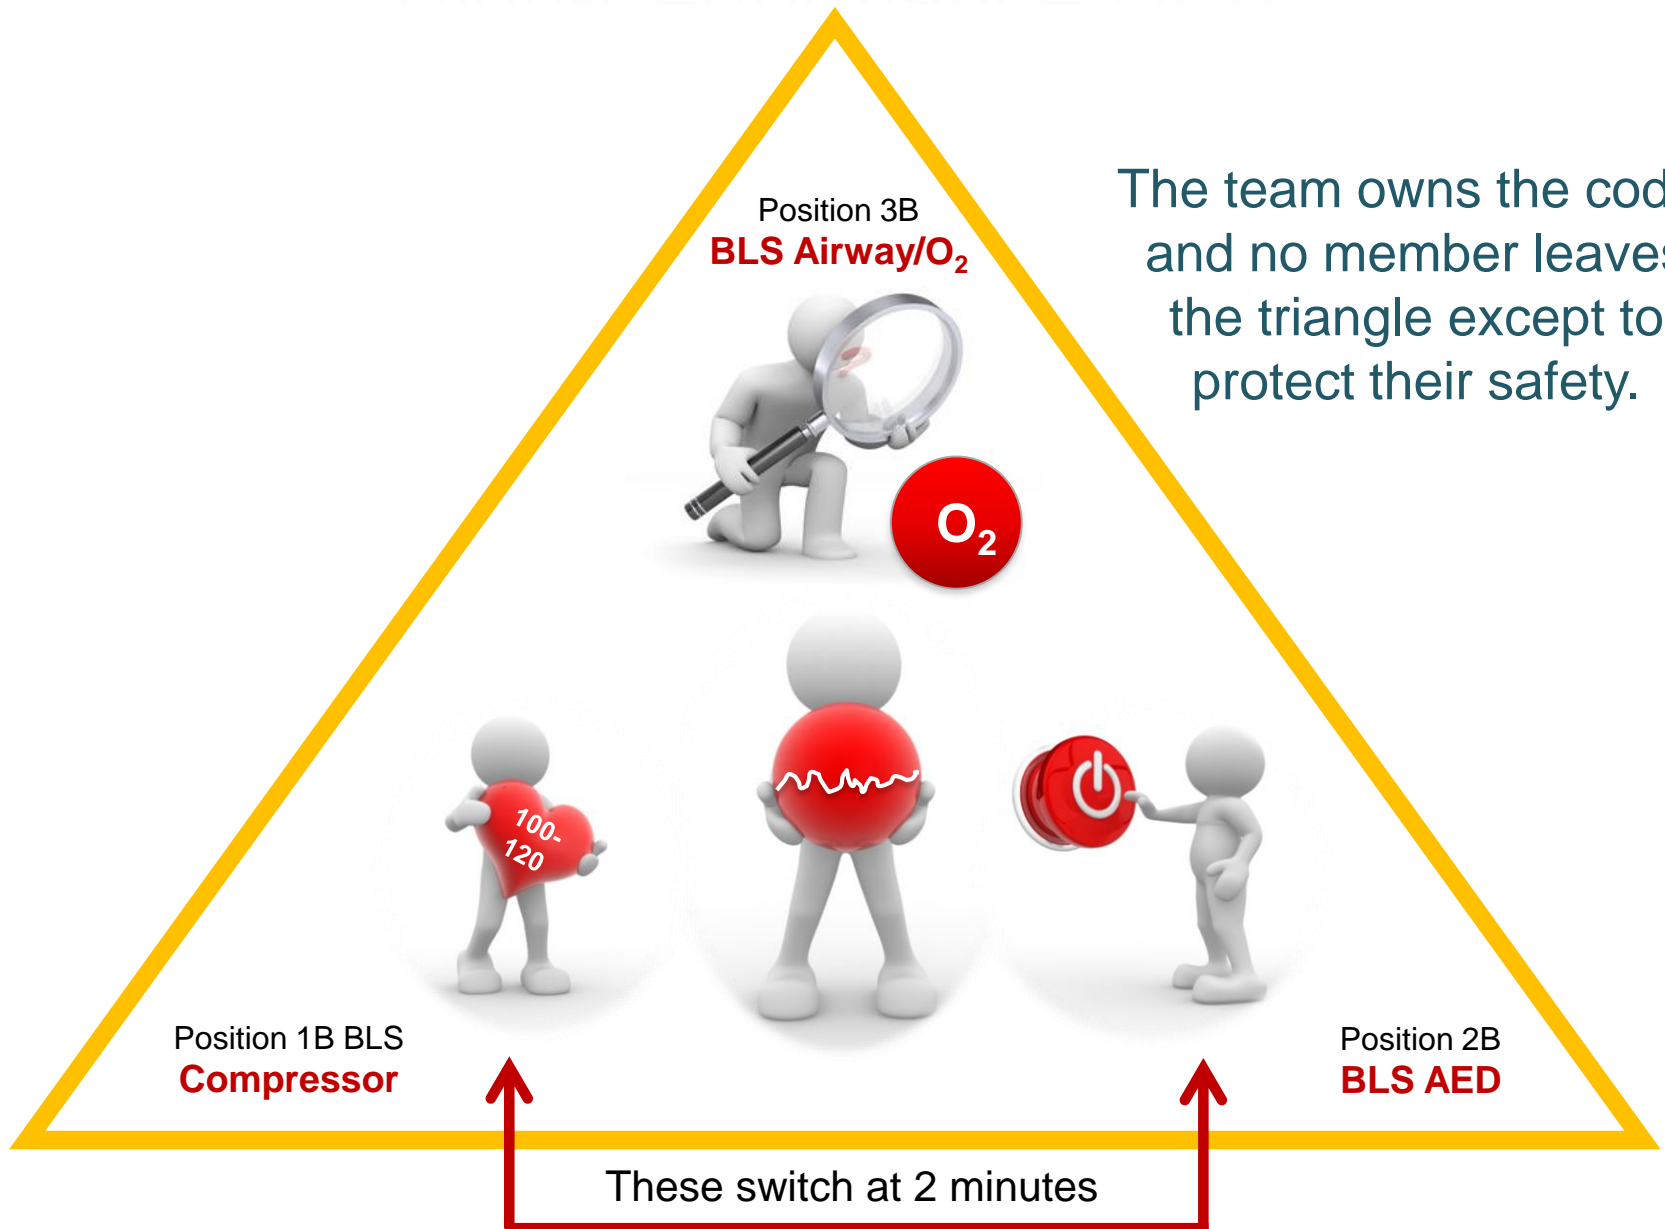 Position 3B
BLS Airway/O₂
The team owns the cod
and no member leaves
the triangle except to
protect their safety.
O₂
100-
120
Position 1B BLS
Compressor
Position 2B
BLS AED
These switch at 2 minutes